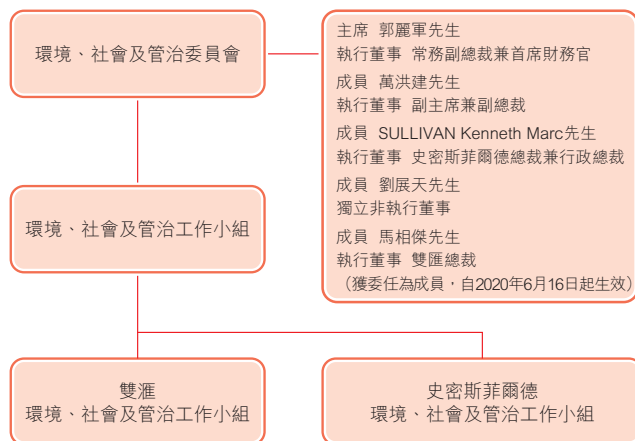 環境、社會及管治委員會
主席 郭麗軍先生
執行董事 常務副總裁兼首席財務官
成員 萬洪建先生
執行董事 副主席兼副總裁
成員 SULLIVAN Kenneth Marc先生
執行董事 史密斯菲爾德總裁兼行政總裁
成員 劉展天先生
獨立非執行董事
成員 馬相傑先生
執行董事 雙匯總裁
（獲委任為成員，自2020年6月16日起生效）
環境、社會及管治工作小組
雙滙
環境、社會及管治工作小組
史密斯菲爾德
環境、社會及管治工作小組